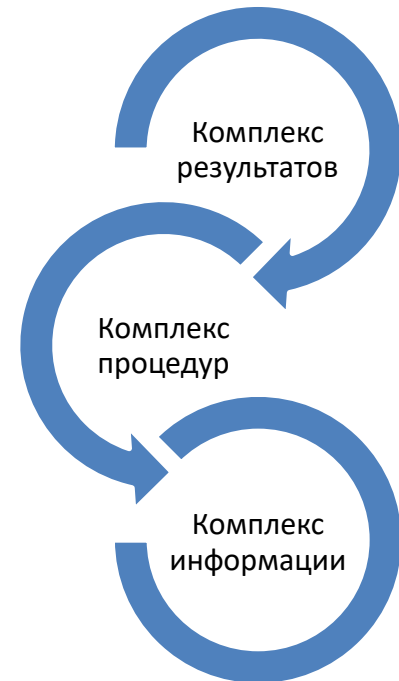 Комплекс
результатов
Комплекс
процедур
Комплекс
информации